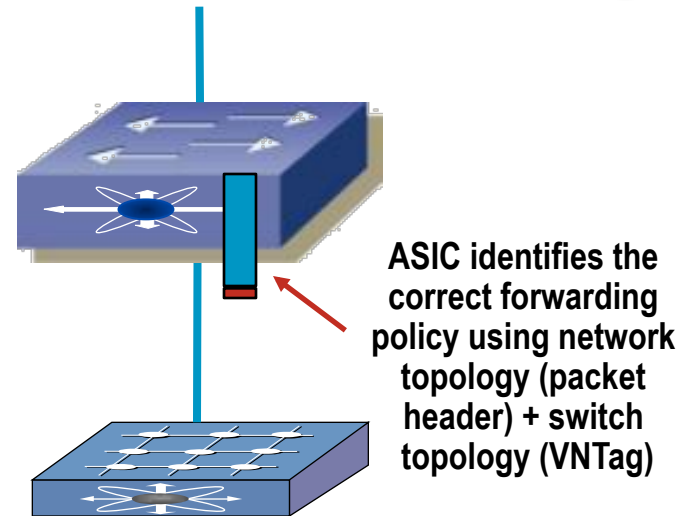 ASIC identifies the
correct forwarding
policy using network
topology (packet
header) + switch
topology (VNTag)